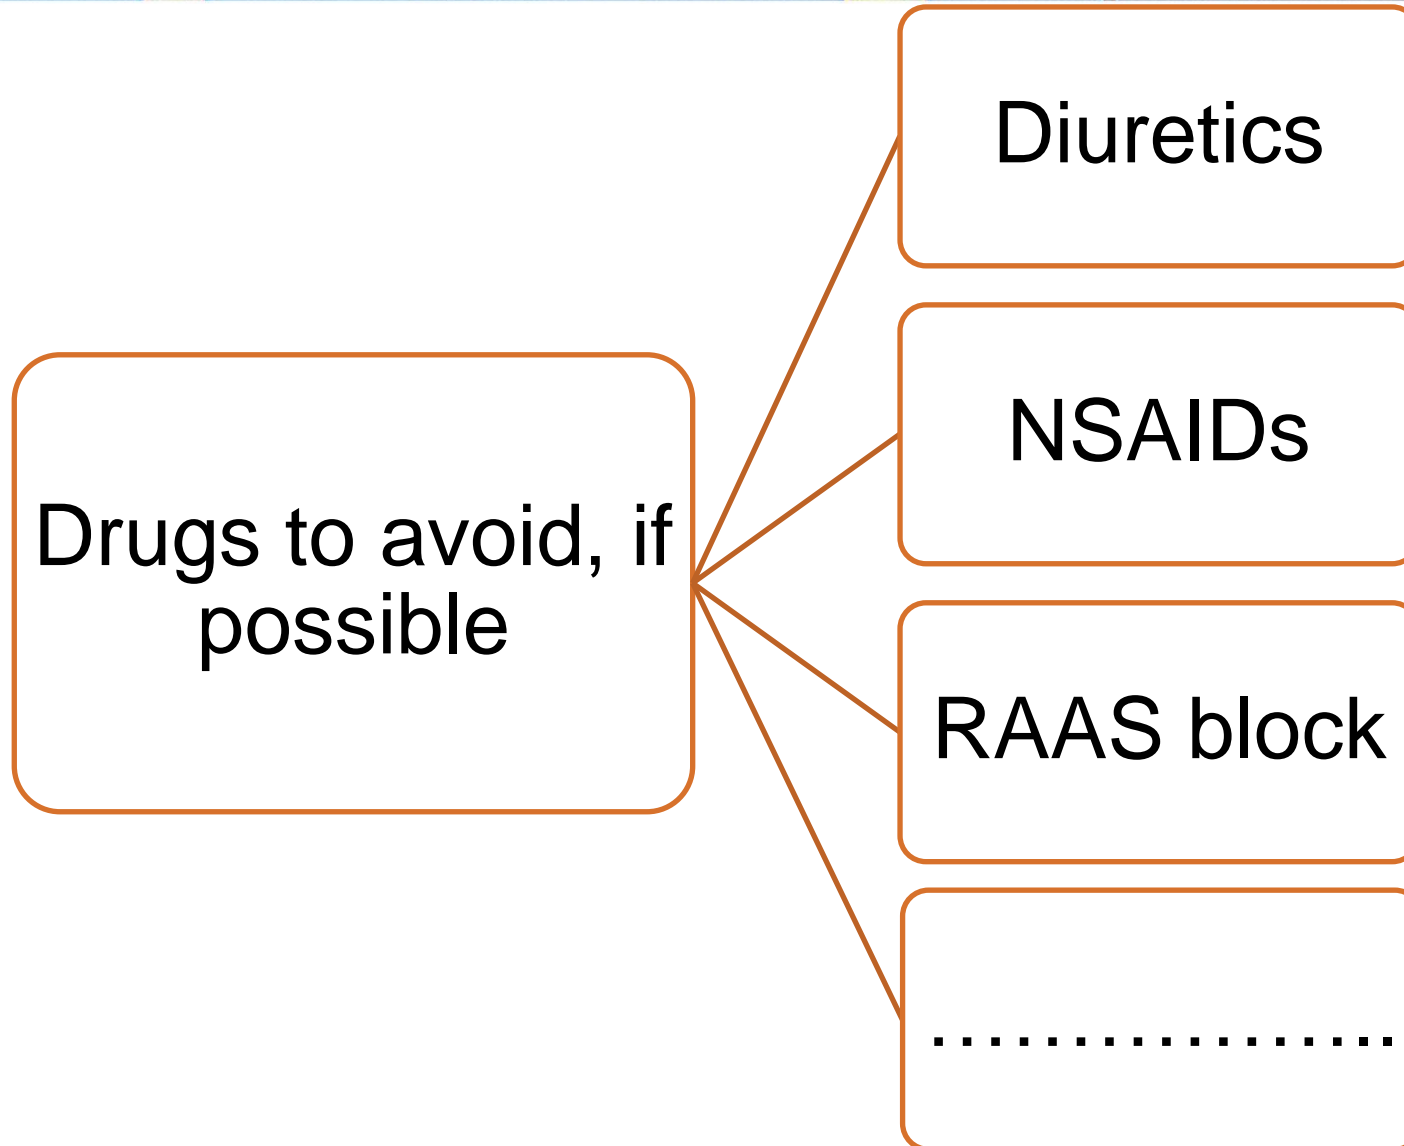 Drugs to avoid, if
possible
Diuretics
NSAIDs
RAAS block
.................